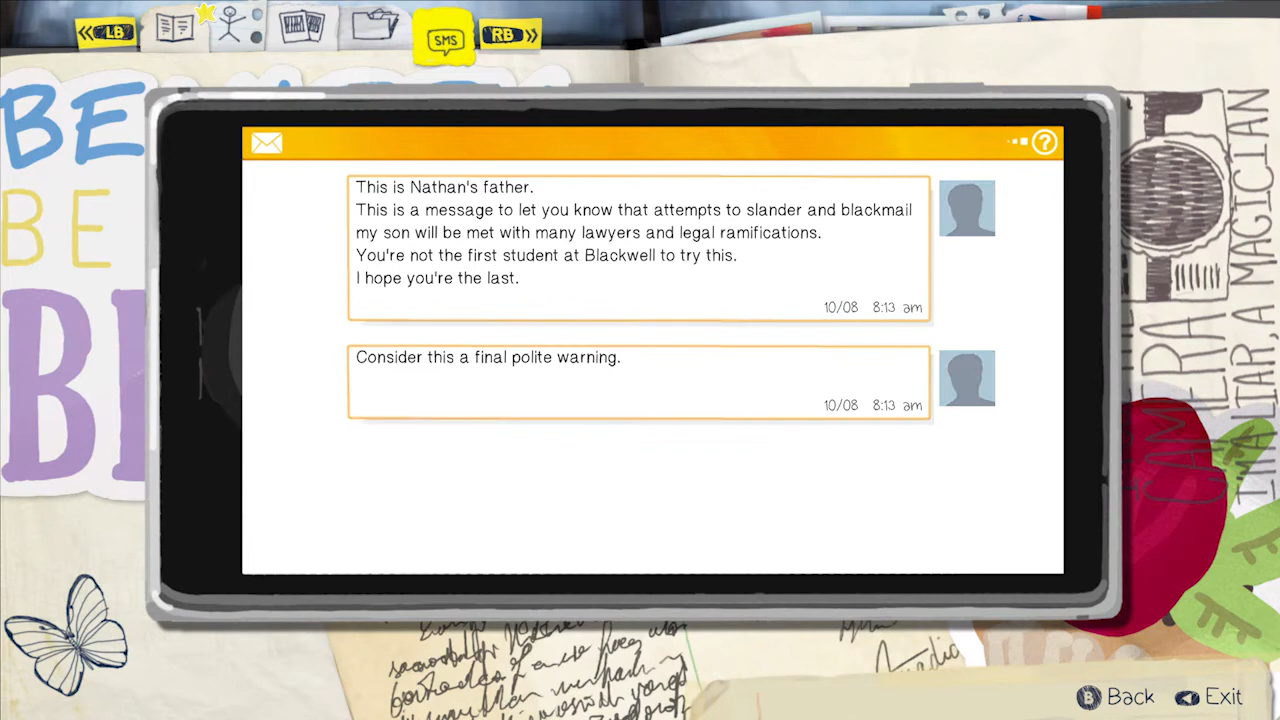 LB
SMS
RB
BE
BE
This is Nathan's father.
This is a message to let you know that attempts to slander and blackmail
my son will be met with many lawyers and legal ramifications.
You're not the first student at Blackwell to try this.
I hope you're the last.
10/08 8:13 am
Consider this a final polite warning.
10/08 8:13 am
?
CAMERA
LIAR, A MAGICIAN
B Back
Exit